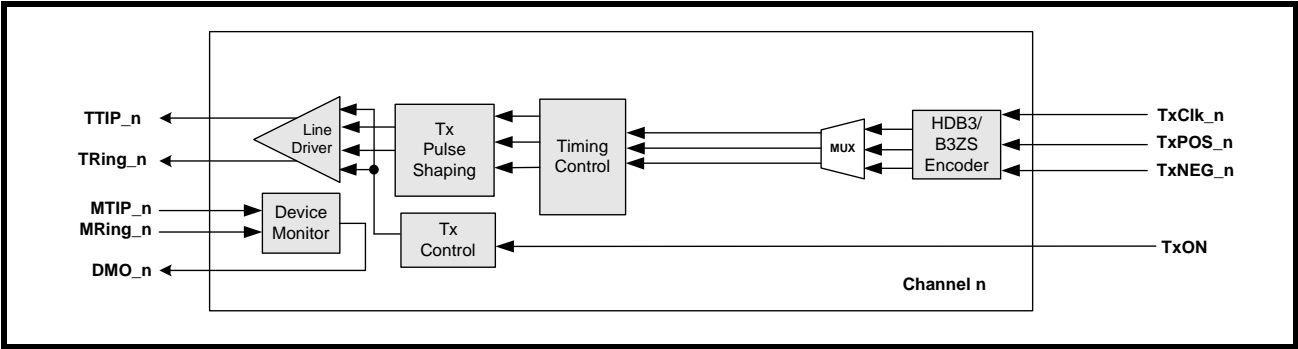 TTIP_n
TRing_n
MTIP_n
MRing_n
DMO_n
Line
Driver
Device
Monitor
Tx
Pulse
Shaping
Tx
Control
Timing
Control
MUX
HDB3/
B3ZS
Encoder
TxClk_n
TxPOS_n
TxNEG_n
TxON
Channel n